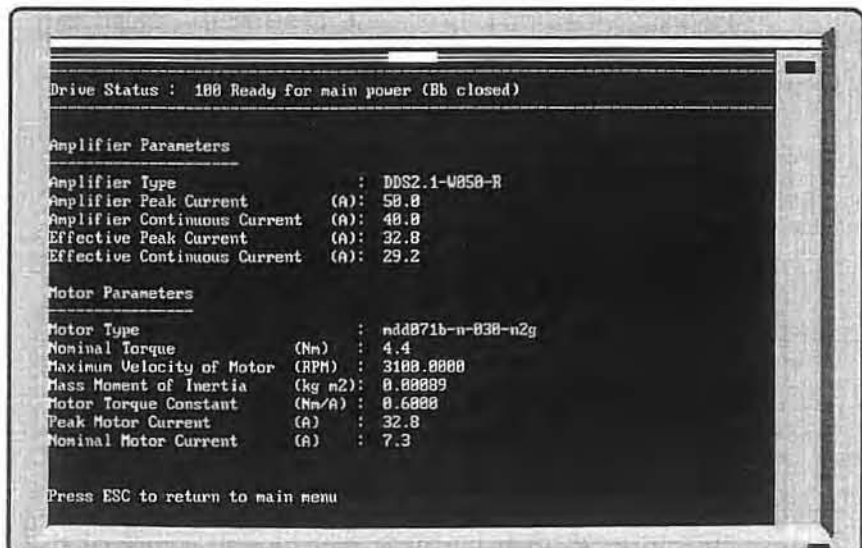 Drive Status : 100 Ready for main power (Bb closed)
Amplifier Parameters
Amplifier Type : DDS2.1-W050-R
Amplifier Peak Current (A): 50.0
Amplifier Continuous Current (A): 40.0
Effective Peak Current (A): 32.8
Effective Continuous Current (A): 29.2
Motor Parameters
Motor Type : mdd071b-n-030-n2g
Nominal Torque (Nm) : 4.4
Maximum Velocity of Motor (RPM) : 3100.0000
Mass Moment of Inertia (kg m2): 0.00089
Motor Torque Constant (Nm/A) : 0.6000
Peak Motor Current (A) : 32.8
Nominal Motor Current (A) : 7.3
Press ESC to return to main menu